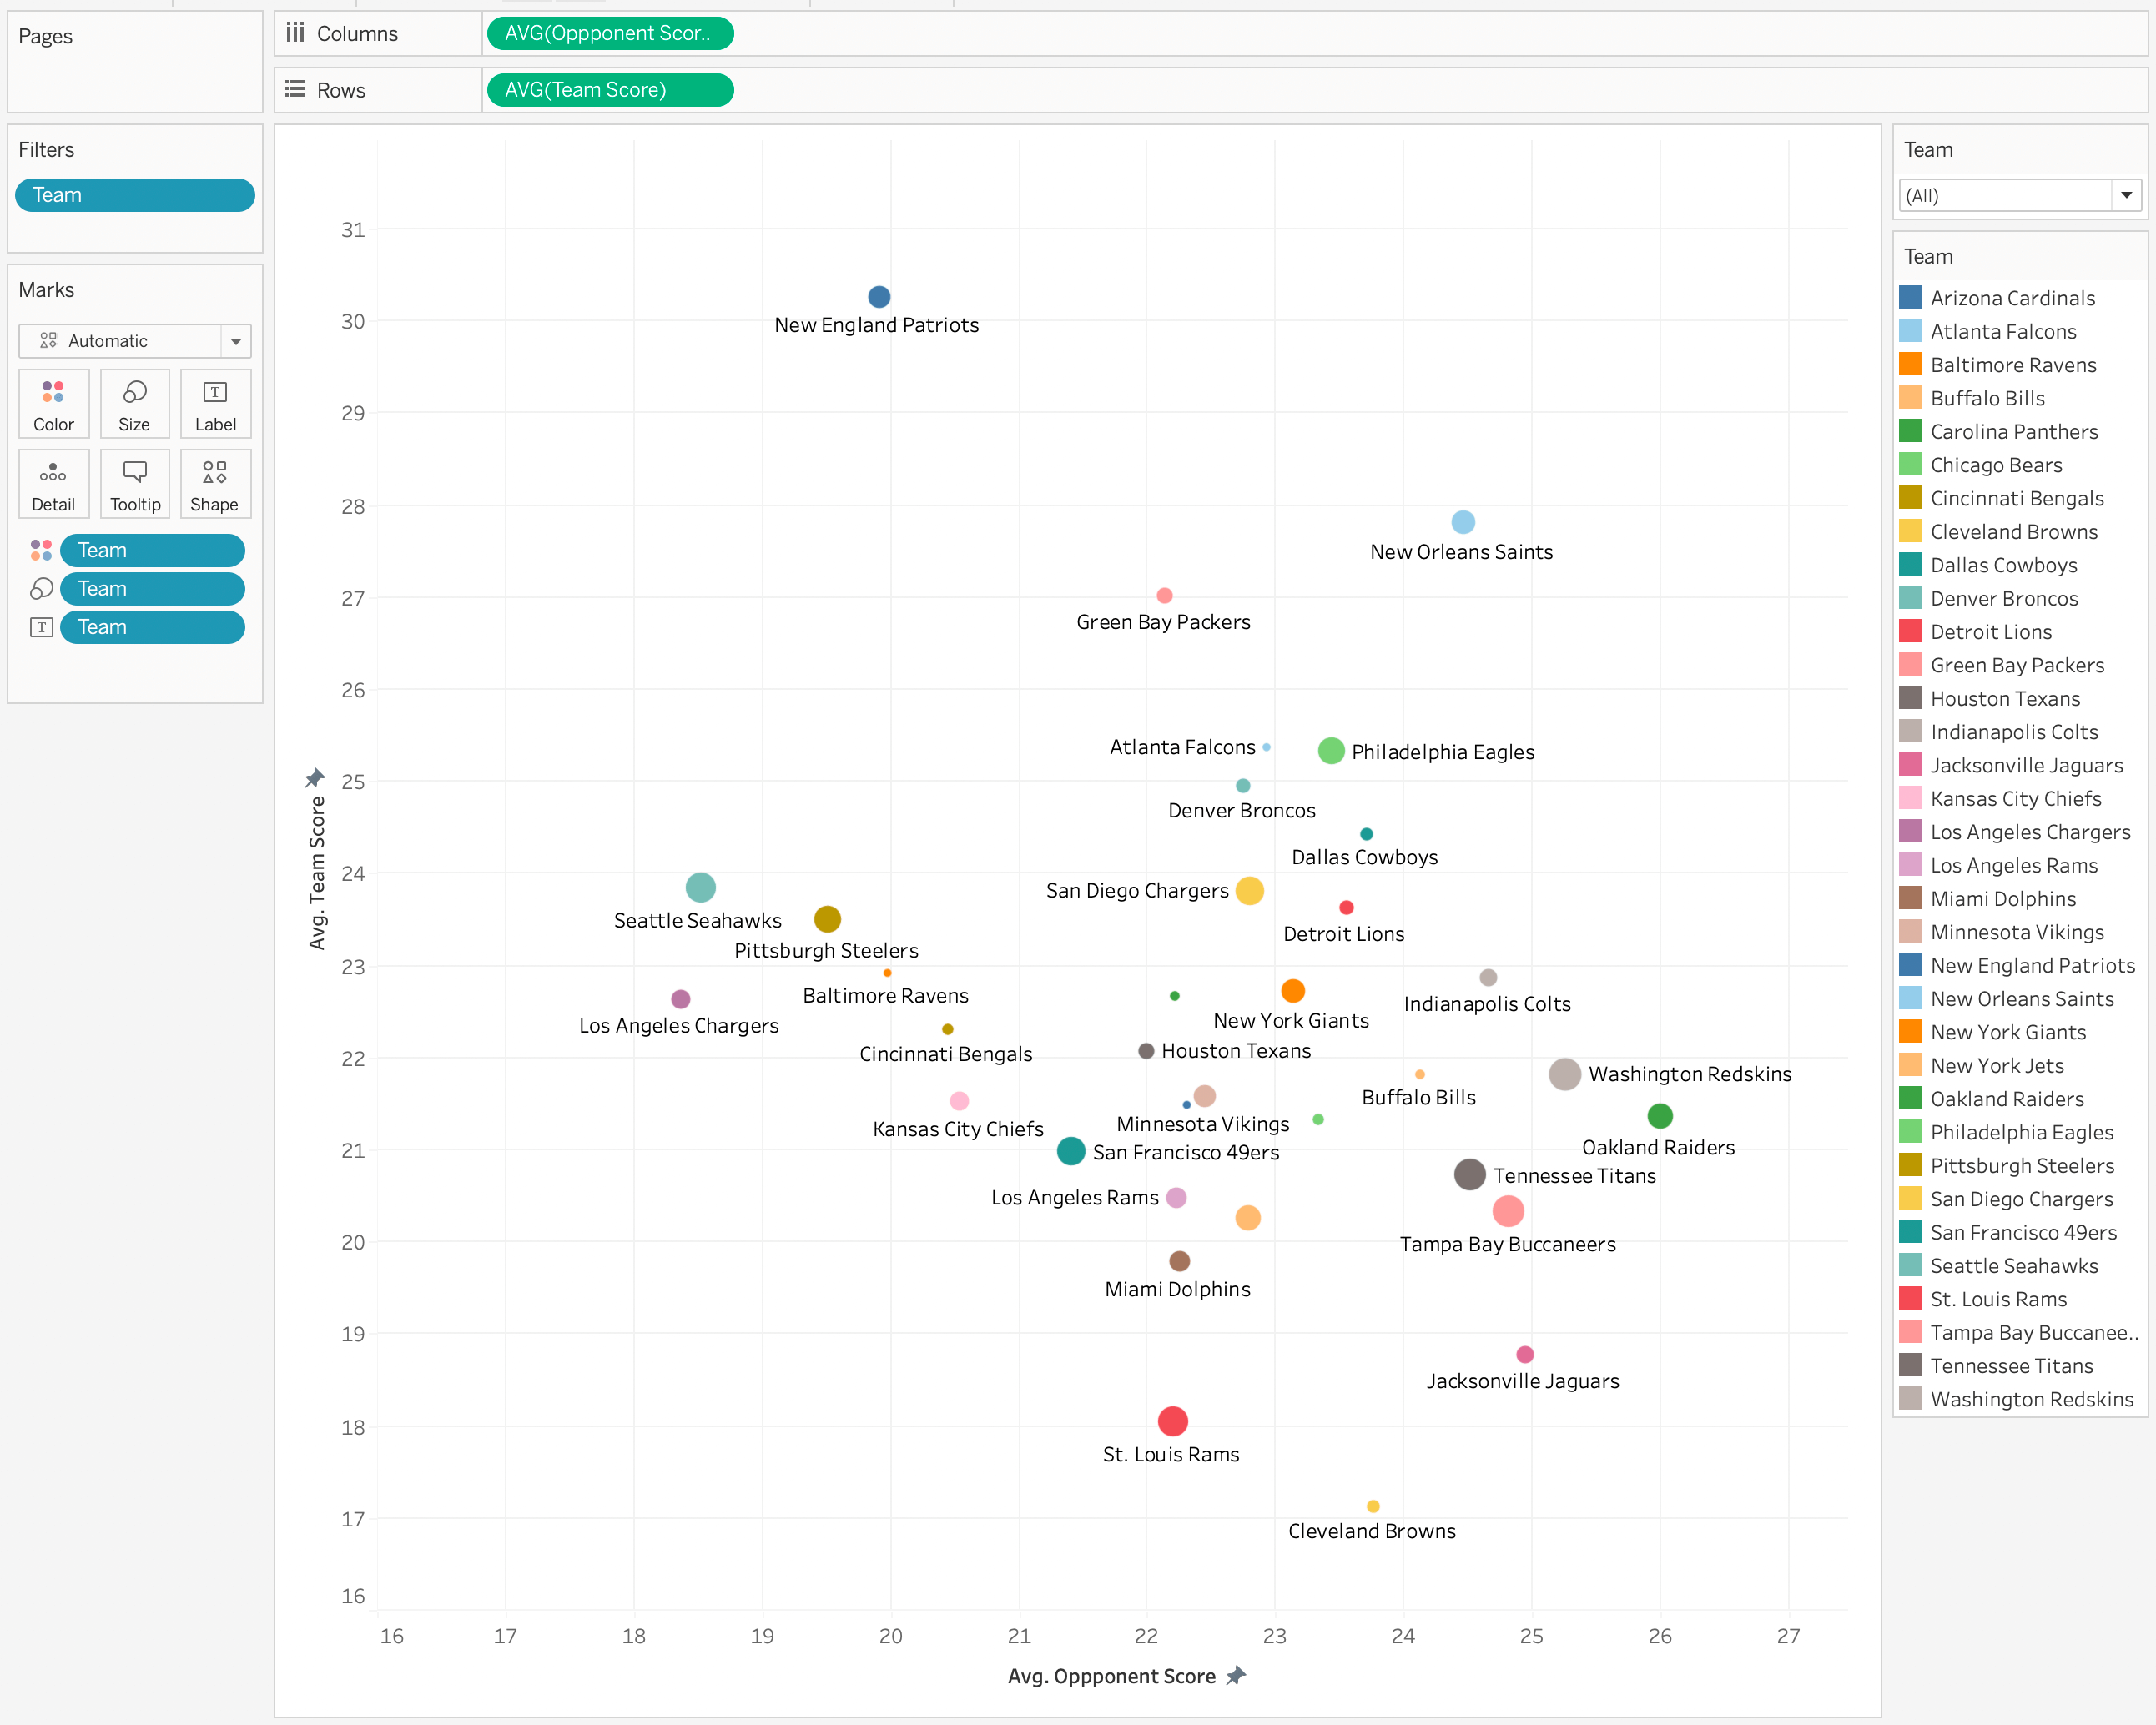 Pages
Columns
AVG(Oppponent Scor..
Rows
AVG(Team Score)
Filters
Team
Marks
Automatic
Color
Size
Label
Detail
Tooltip
Shape
Team
Team
Team
31
30
29
28
27
26
25
24
23
22
21
20
19
18
17
16
Avg. Team Score
New England Patriots
New Orleans Saints
Green Bay Packers
Atlanta Falcons
Philadelphia Eagles
Denver Broncos
Dallas Cowboys
San Diego Chargers
Seattle Seahawks
Detroit Lions
Pittsburgh Steelers
Baltimore Ravens
Indianapolis Colts
New York Giants
Los Angeles Chargers
Houston Texans
Cincinnati Bengals
Washington Redskins
Buffalo Bills
Minnesota Vikings
Kansas City Chiefs
Oakland Raiders
San Francisco 49ers
Tennessee Titans
Los Angeles Rams
Tampa Bay Buccaneers
Miami Dolphins
Jacksonville Jaguars
St. Louis Rams
Cleveland Browns
16
17
18
19
20
21
22
23
24
25
26
27
Avg. Oppponent Score
Team
(All)
Team
Arizona Cardinals
Atlanta Falcons
Baltimore Ravens
Buffalo Bills
Carolina Panthers
Chicago Bears
Cincinnati Bengals
Cleveland Browns
Dallas Cowboys
Denver Broncos
Detroit Lions
Green Bay Packers
Houston Texans
Indianapolis Colts
Jacksonville Jaguars
Kansas City Chiefs
Los Angeles Chargers
Los Angeles Rams
Miami Dolphins
Minnesota Vikings
New England Patriots
New Orleans Saints
New York Giants
New York Jets
Oakland Raiders
Philadelphia Eagles
Pittsburgh Steelers
San Diego Chargers
San Francisco 49ers
Seattle Seahawks
St. Louis Rams
Tampa Bay Buccanee..
Tennessee Titans
Washington Redskins